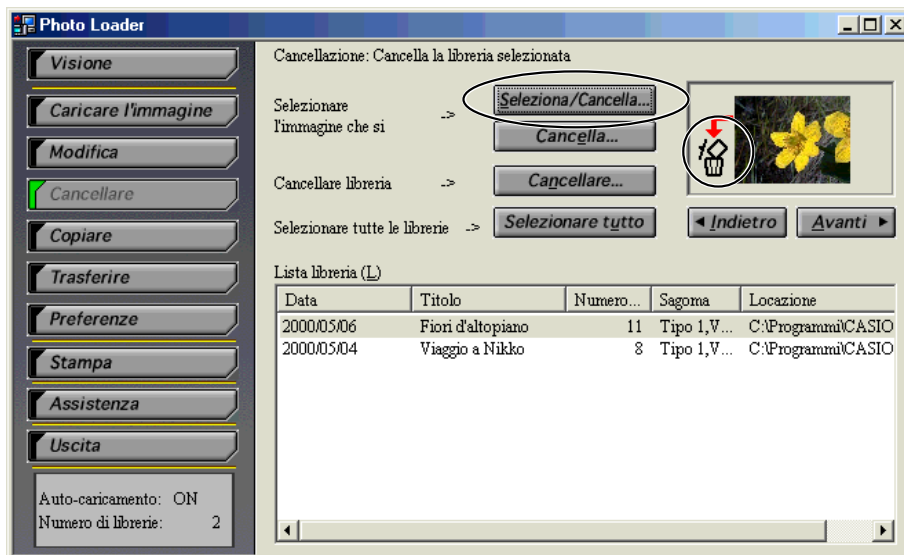 Photo Loader
Visione
Caricare l'immagine
Modifica
Cancellare
Copiare
Trasferire
Preferenze
Stampa
Assistenza
Uscita
Auto-caricamento: ON
Numero di librerie: 2
Cancellazione: Cancella la libreria selezionata
Selezionare
l'immagine che si
->
Seleziona/Cancella...
Cancella...
Cancellare libreria -> Cancellare...
Selezionare tutte le librerie -> Selezionare tutto
Indietro Avanti
Lista libreria (L)
Data Titolo Numero... Sagoma Locazione
2000/05/06 Fiori d'altopiano 11 Tipo 1,V... C:\Programmi\CASIO
2000/05/04 Viaggio a Nikko 8 Tipo 1,V... C:\Programmi\CASIO